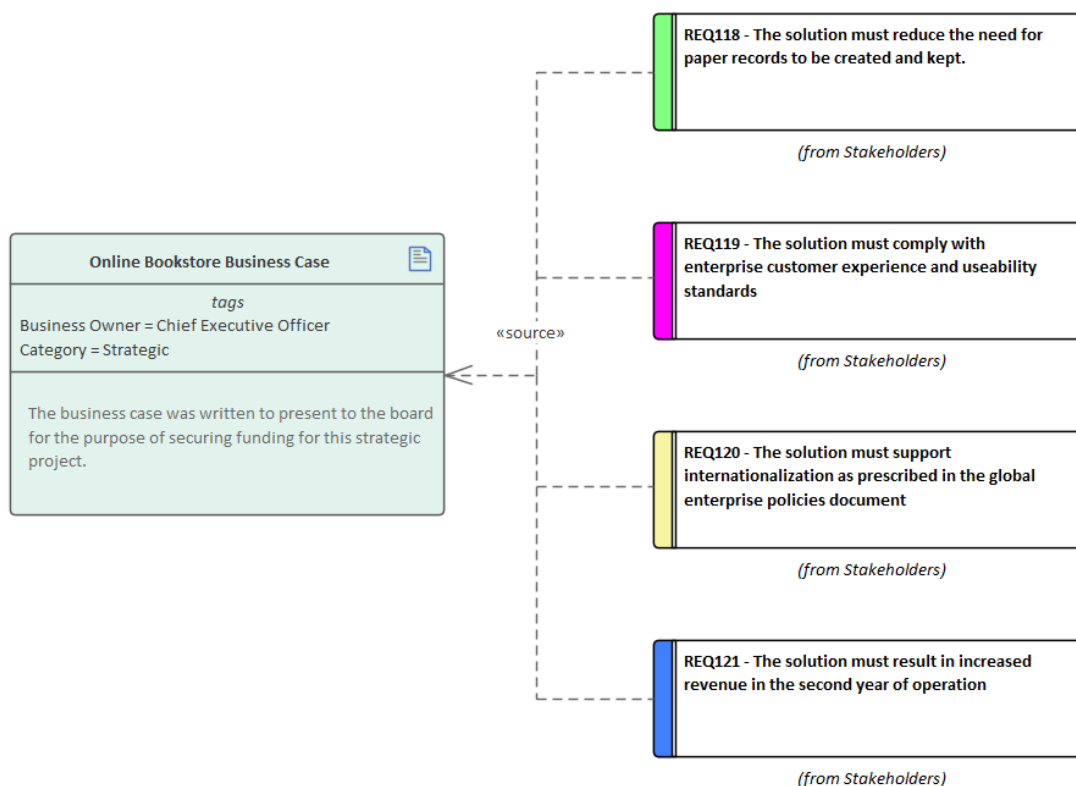 REQ118 - The solution must reduce the need for
paper records to be created and kept.
(from Stakeholders)
REQ119 - The solution must comply with
enterprise customer experience and useability
standards
(from Stakeholders)
Online Bookstore Business Case
tags
Business Owner = Chief Executive Officer
Category = Strategic
The business case was written to present to the board
for the purpose of securing funding for this strategic
project.
«source»
REQ120 - The solution must support
internationalization as prescribed in the global
enterprise policies document
(from Stakeholders)
REQ121 - The solution must result in increased
revenue in the second year of operation
(from Stakeholders)